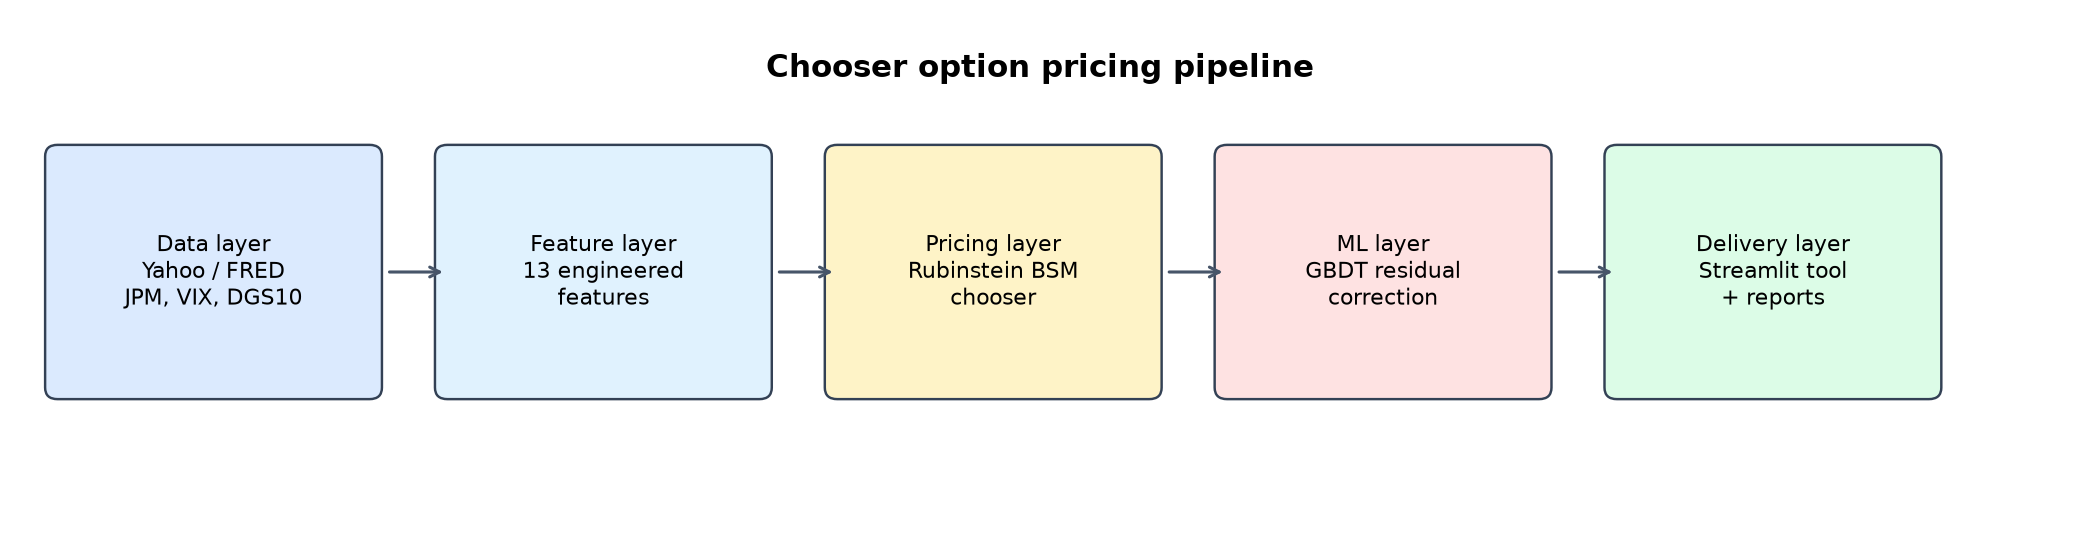 Chooser option pricing pipeline
Data layer
Yahoo / FRED
JPM, VIX, DGS10
Feature layer
13 engineered
features
Pricing layer
Rubinstein BSM
chooser
ML layer
GBDT residual
correction
Delivery layer
Streamlit tool
+ reports